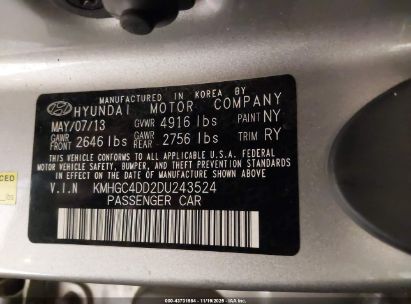 MANUFACTURED IN KOREA BY
HYUNDAI MOTOR COMPANY
MAY/07/13 GVWR 4916 lbs PAINT NY
GAWR FRONT 2646 lbs GAWR REAR 2756 lbs TRIM RY
THIS VEHICLE CONFORMS TO ALL APPLICABLE U.S.A FEDERAL
MOTOR VEHICLE SAFETY, BUMPER, AND THEFT PREVENTION STANDARDS
IN EFFECT ON THE DATE OF MANUFACTURE SHOWN ABOVE.
V.I.N KMHGC4DD2DU243524
PASSENGER CAR
CED
lbs